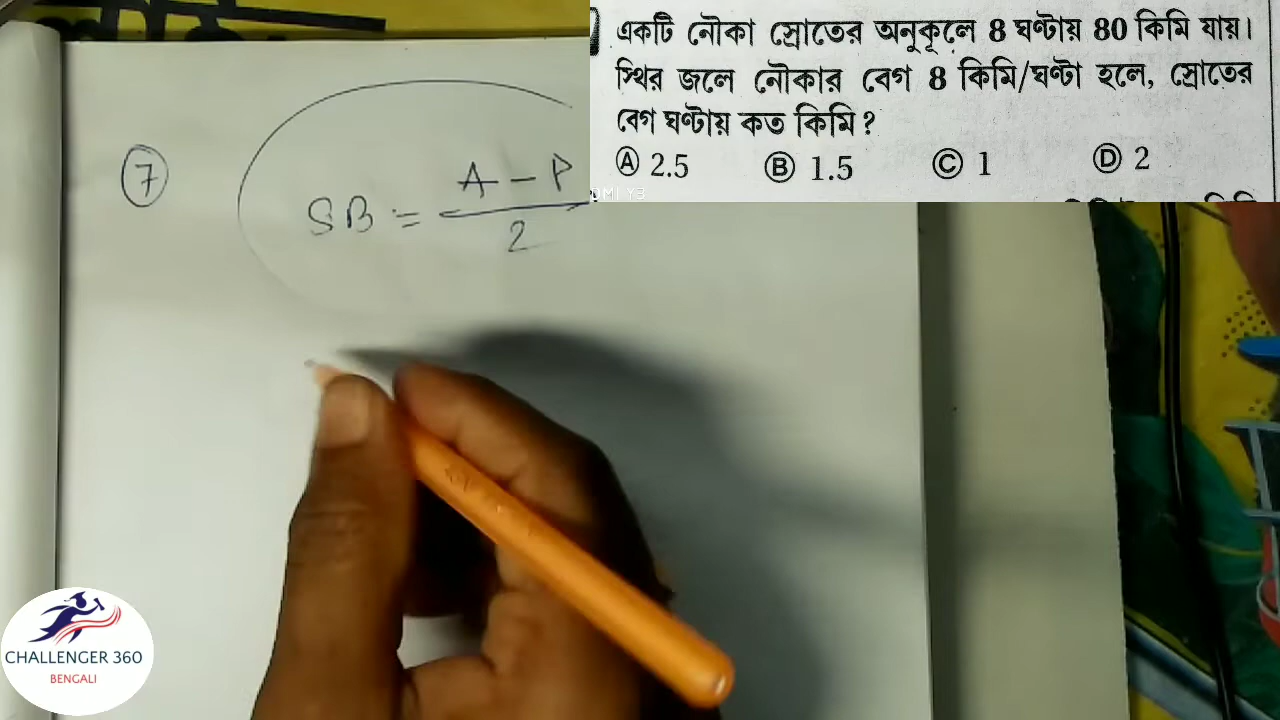 একটি নৌকা স্রোতের অনুকূলে 8 ঘণ্টায় 80 কিমি যায়।
স্থির জলে নৌকার বেগ 8 কিমি/ঘণ্টা হলে, স্রোতের
বেগ ঘণ্টায় কত কিমি?
Ⓐ 2.5 Ⓑ 1.5 Ⓒ 1 Ⓓ 2
7
SB = A - P
2
CHALLENGER 360
BENGALI